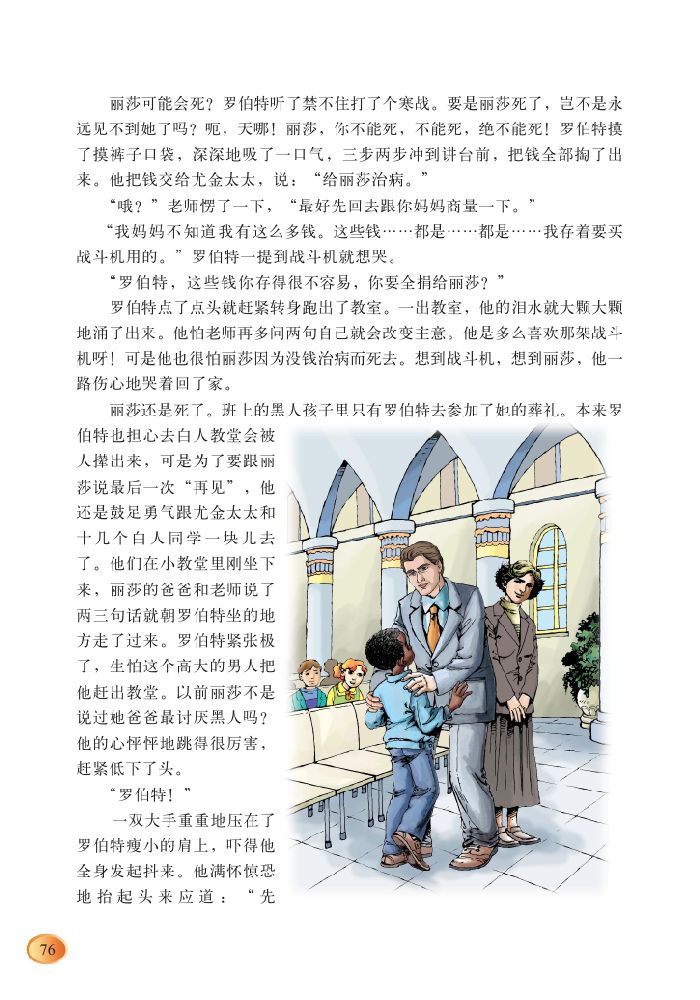 丽莎可能会死？罗伯特听了禁不住打了个寒战。要是丽莎死了，岂不是永
远见不到她了吗？呃，天哪！丽莎，你不能死，不能死，绝不能死！罗伯特摸
了摸裤子口袋，深深地吸了一口气，三步两步冲到讲台前，把钱全部掏了出
来。他把钱交给尤金太太，说：“给丽莎治病。”
“哦？”老师愣了一下，“最好先回去跟你妈妈商量一下。”
“我妈妈不知道我有这么多钱。这些钱……都是……都是……我存着要买
战斗机用的。”罗伯特一提到战斗机就想哭。
“罗伯特，这些钱你存得很不容易，你要全捐给丽莎？”
罗伯特点了点头就赶紧转身跑出了教室。一出教室，他的泪水就大颗大颗
地涌了出来。他怕老师再多问两句自己就会改变主意。他是多么喜欢那架战斗
机呀！可是他也很怕丽莎因为没钱治病而死去。想到战斗机，想到丽莎，他一
路伤心地哭着回了家。
丽莎还是死了。班上的黑人孩子里只有罗伯特去参加了她的葬礼。本来罗
伯特也担心去白人教堂会被
人撵出来，可是为了要跟丽
莎说最后一次“再见”，他
还是鼓足勇气跟尤金太太和
十几个白人同学一块儿去
了。他们在小教堂里刚坐下
来，丽莎的爸爸和老师说了
两三句话就朝罗伯特坐的地
方走了过来。罗伯特紧张极
了，生怕这个高大的男人把
他赶出教堂。以前丽莎不是
说过她爸爸最讨厌黑人吗？
他的心怦怦地跳得很厉害，
赶紧低下了头。
“罗伯特！”
一双大手重重地压在了
罗伯特瘦小的肩上，吓得他
全身发起抖来。他满怀惊恐
地抬起头来应道：“先
76